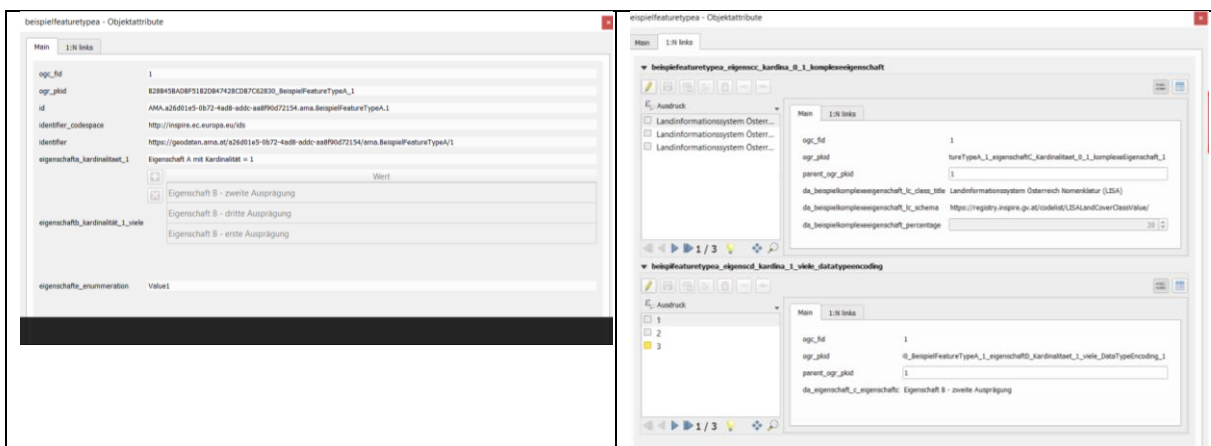 beispielfeaturetypea - Objektattribute
Main 1:N links
ogc_fid 1
ogr_pkid
id AMA.a26d01e5-0b72-4ad8-addc-aa8f90d72154.ama.BeispielFeatureTypeA.1
identifier_codespace http://inspire.ec.europa.eu/ids
identifier https://geodaten.ama.at/a26d01e5-0b72-4ad8-addc-aa8f90d72154/ama.BeispielFeatureTypeA/1
eigenschafta_kardinalitaet_1 Eigenschaft A mit Kardinalität = 1
Wert
Eigenschaft B - zweite Ausprägung
Eigenschaft B - dritte Ausprägung
eigenschaftb_kardinalität_1_viele
Eigenschaft B - erste Ausprägung
eigenschafte_enummeration Value1
eispielfeaturetypea - Objektattribute
Main 1:N links
beispiefeaturetypea_eigenscc_kardina_0_1_komplexeeigenschaft
Ausdruck
Landinformationssystem Österr...
Landinformationssystem Österr...
Landinformationssystem Österr...
1 / 3
Main 1:N links
ogc_fid 1
ogr_pkid tureTypeA_1_eigenschaftC_Kardinalitaet_0_1_komplexeEigenschaft_1
parent_ogr_pkid 1
da_beispielkomplexeeigenschaft_lc_class_title Landinformationssystem Österreich Nomenklatur (LISA)
da_beispielkomplexeeigenschaft_lc_schema https://registry.inspire.gv.at/codelist/LISALandCoverClassValue/
da_beispielkomplexeeigenschaft_percentage 20
beispifeaturetypea_eigenscd_kardina_1_viele_datatypeencoding
Ausdruck
1
2
3
1 / 3
Main 1:N links
ogc_fid 1
ogr_pkid _BeispielFeatureTypeA_1_eigenschaftD_Kardinalitaet_1_viele_DataTypeEncoding_1
parent_ogr_pkid 1
da_eigenschaft_c_eigenschaftc Eigenschaft B - zweite Ausprägung